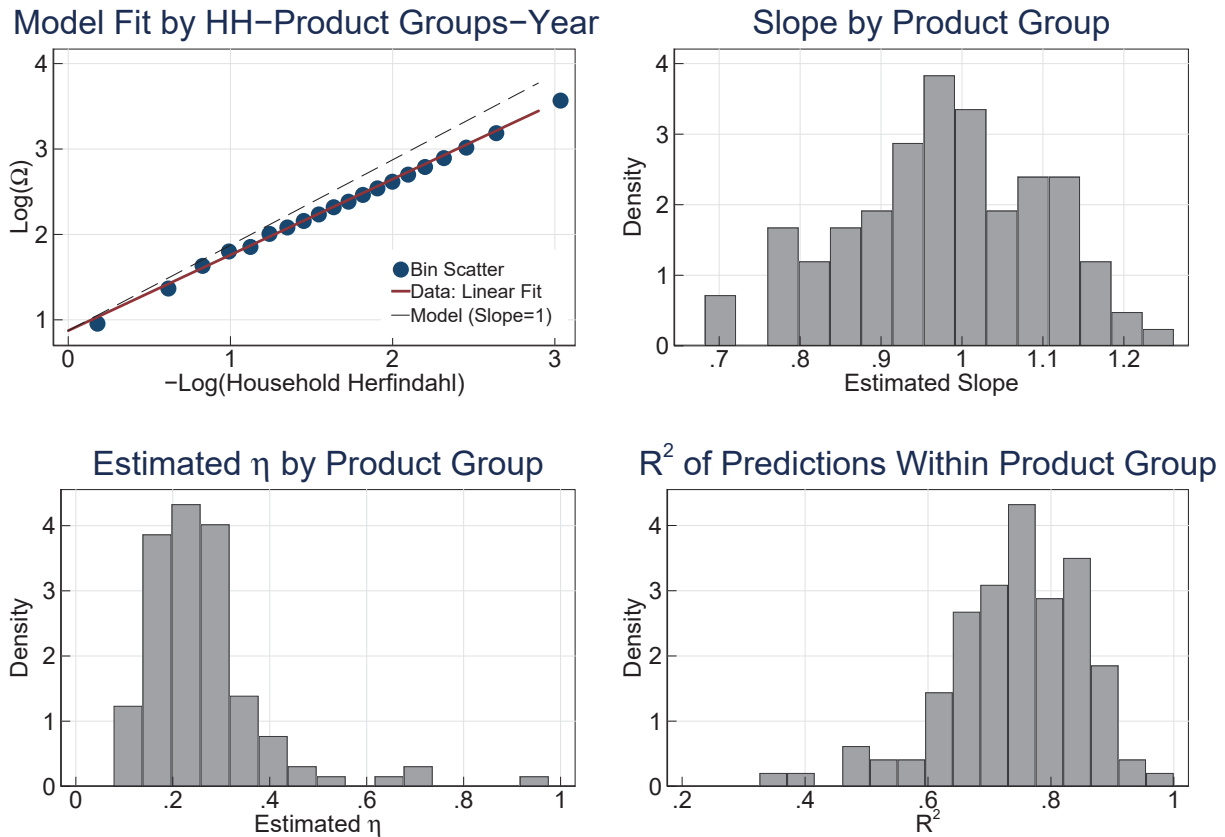 Model Fit by HH−Product Groups−Year
4
3
2
1
Log(Ω)
0
1
2
3
−Log(Household Herfindahl)
Bin Scatter
Data: Linear Fit
Model (Slope=1)
Slope by Product Group
4
3
2
1
0
Density
.7
.8
.9
1
1.1
1.2
Estimated Slope
Estimated η by Product Group
4
3
2
1
0
Density
0
.2
.4
.6
.8
1
Estimated η
R² of Predictions Within Product Group
4
3
2
1
0
Density
.2
.4
.6
.8
1
R²